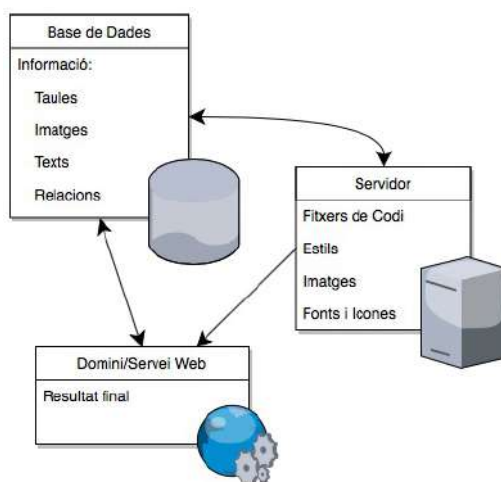 Base de Dades
Informació:
Taules
Imatges
Texts
Relacions
Servidor
Fitxers de Codi
Estils
Imatges
Fonts i Icones
Domini/Servei Web
Resultat final